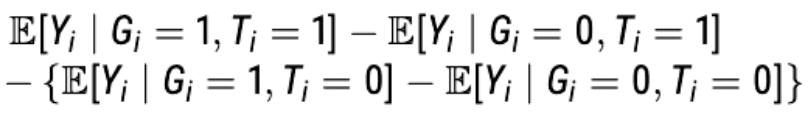 𝔼[Yᵢ | Gᵢ = 1, Tᵢ = 1] − 𝔼[Yᵢ | Gᵢ = 0, Tᵢ = 1]
− {𝔼[Yᵢ | Gᵢ = 1, Tᵢ = 0] − 𝔼[Yᵢ | Gᵢ = 0, Tᵢ = 0]}